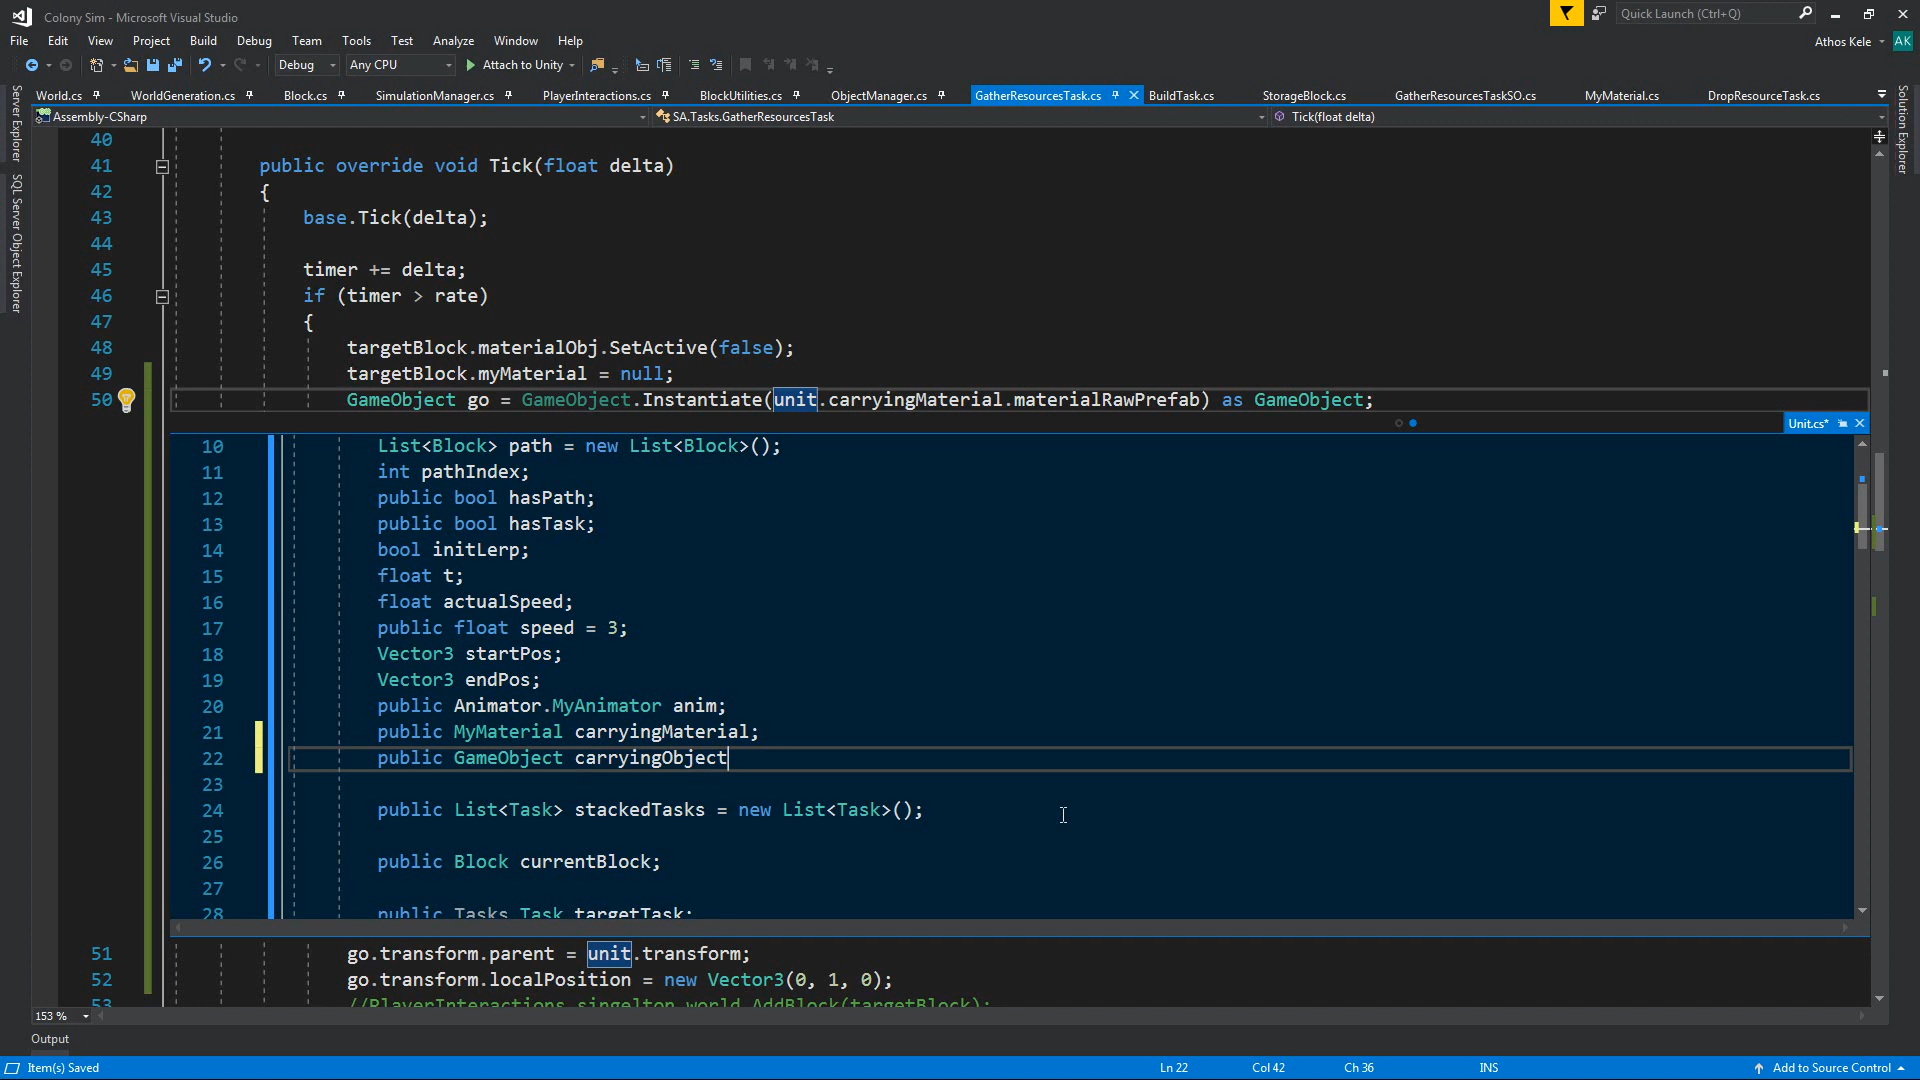 Colony Sim - Microsoft Visual Studio
Quick Launch (Ctrl+Q)
File Edit View Project Build Debug Team Tools Test Analyze Window Help
Athos Kele AK
Debug Any CPU Attach to Unity
World.cs WorldGeneration.cs Block.cs SimulationManager.cs PlayerInteractions.cs BlockUtilities.cs ObjectManager.cs GatherResourcesTask.cs BuildTask.cs StorageBlock.cs GatherResourcesTaskSO.cs MyMaterial.cs DropResourceTask.cs
Assembly-CSharp SA.Tasks.GatherResourcesTask Tick(float delta)
Server Explorer
SQL Server Object Explorer
Solution Explorer
40
41 public override void Tick(float delta)
42 {
43 base.Tick(delta);
44
45 timer += delta;
46 if (timer > rate)
47 {
48 targetBlock.materialObj.SetActive(false);
49 targetBlock.myMaterial = null;
50 GameObject go = GameObject.Instantiate(unit.carryingMaterial.materialRawPrefab) as GameObject;
Unit.cs*
10 List<Block> path = new List<Block>();
11 int pathIndex;
12 public bool hasPath;
13 public bool hasTask;
14 bool initLerp;
15 float t;
16 float actualSpeed;
17 public float speed = 3;
18 Vector3 startPos;
19 Vector3 endPos;
20 public Animator.MyAnimator anim;
21 public MyMaterial carryingMaterial;
22 public GameObject carryingObject
23
24 public List<Task> stackedTasks = new List<Task>();
25
26 public Block currentBlock;
27
28 public Tasks.Task targetTask;
51 go.transform.parent = unit.transform;
52 go.transform.localPosition = new Vector3(0, 1, 0);
53 //PlayerInteractions.singelton.world.AddBlock(targetBlock);
153 %
Output
Item(s) Saved Ln 22 Col 42 Ch 36 INS Add to Source Control